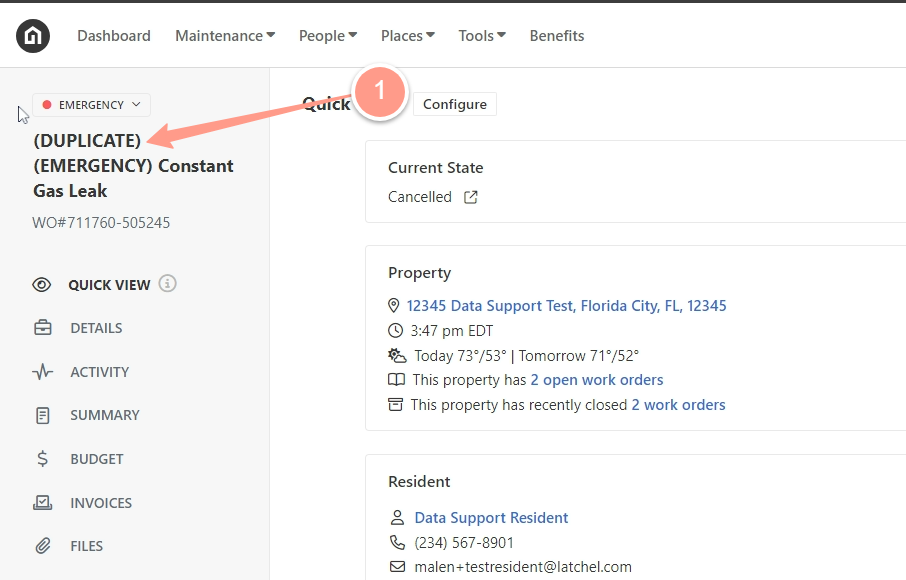 Dashboard Maintenance People Places Tools Benefits
EMERGENCY
(DUPLICATE)
(EMERGENCY) Constant
Gas Leak
WO#711760-505245
QUICK VIEW
DETAILS
ACTIVITY
SUMMARY
BUDGET
INVOICES
FILES
1
Quick
Configure
Current State
Cancelled
Property
12345 Data Support Test, Florida City, FL, 12345
3:47 pm EDT
Today 73°/53° | Tomorrow 71°/52°
This property has 2 open work orders
This property has recently closed 2 work orders
Resident
Data Support Resident
(234) 567-8901
malen+testresident@latchel.com